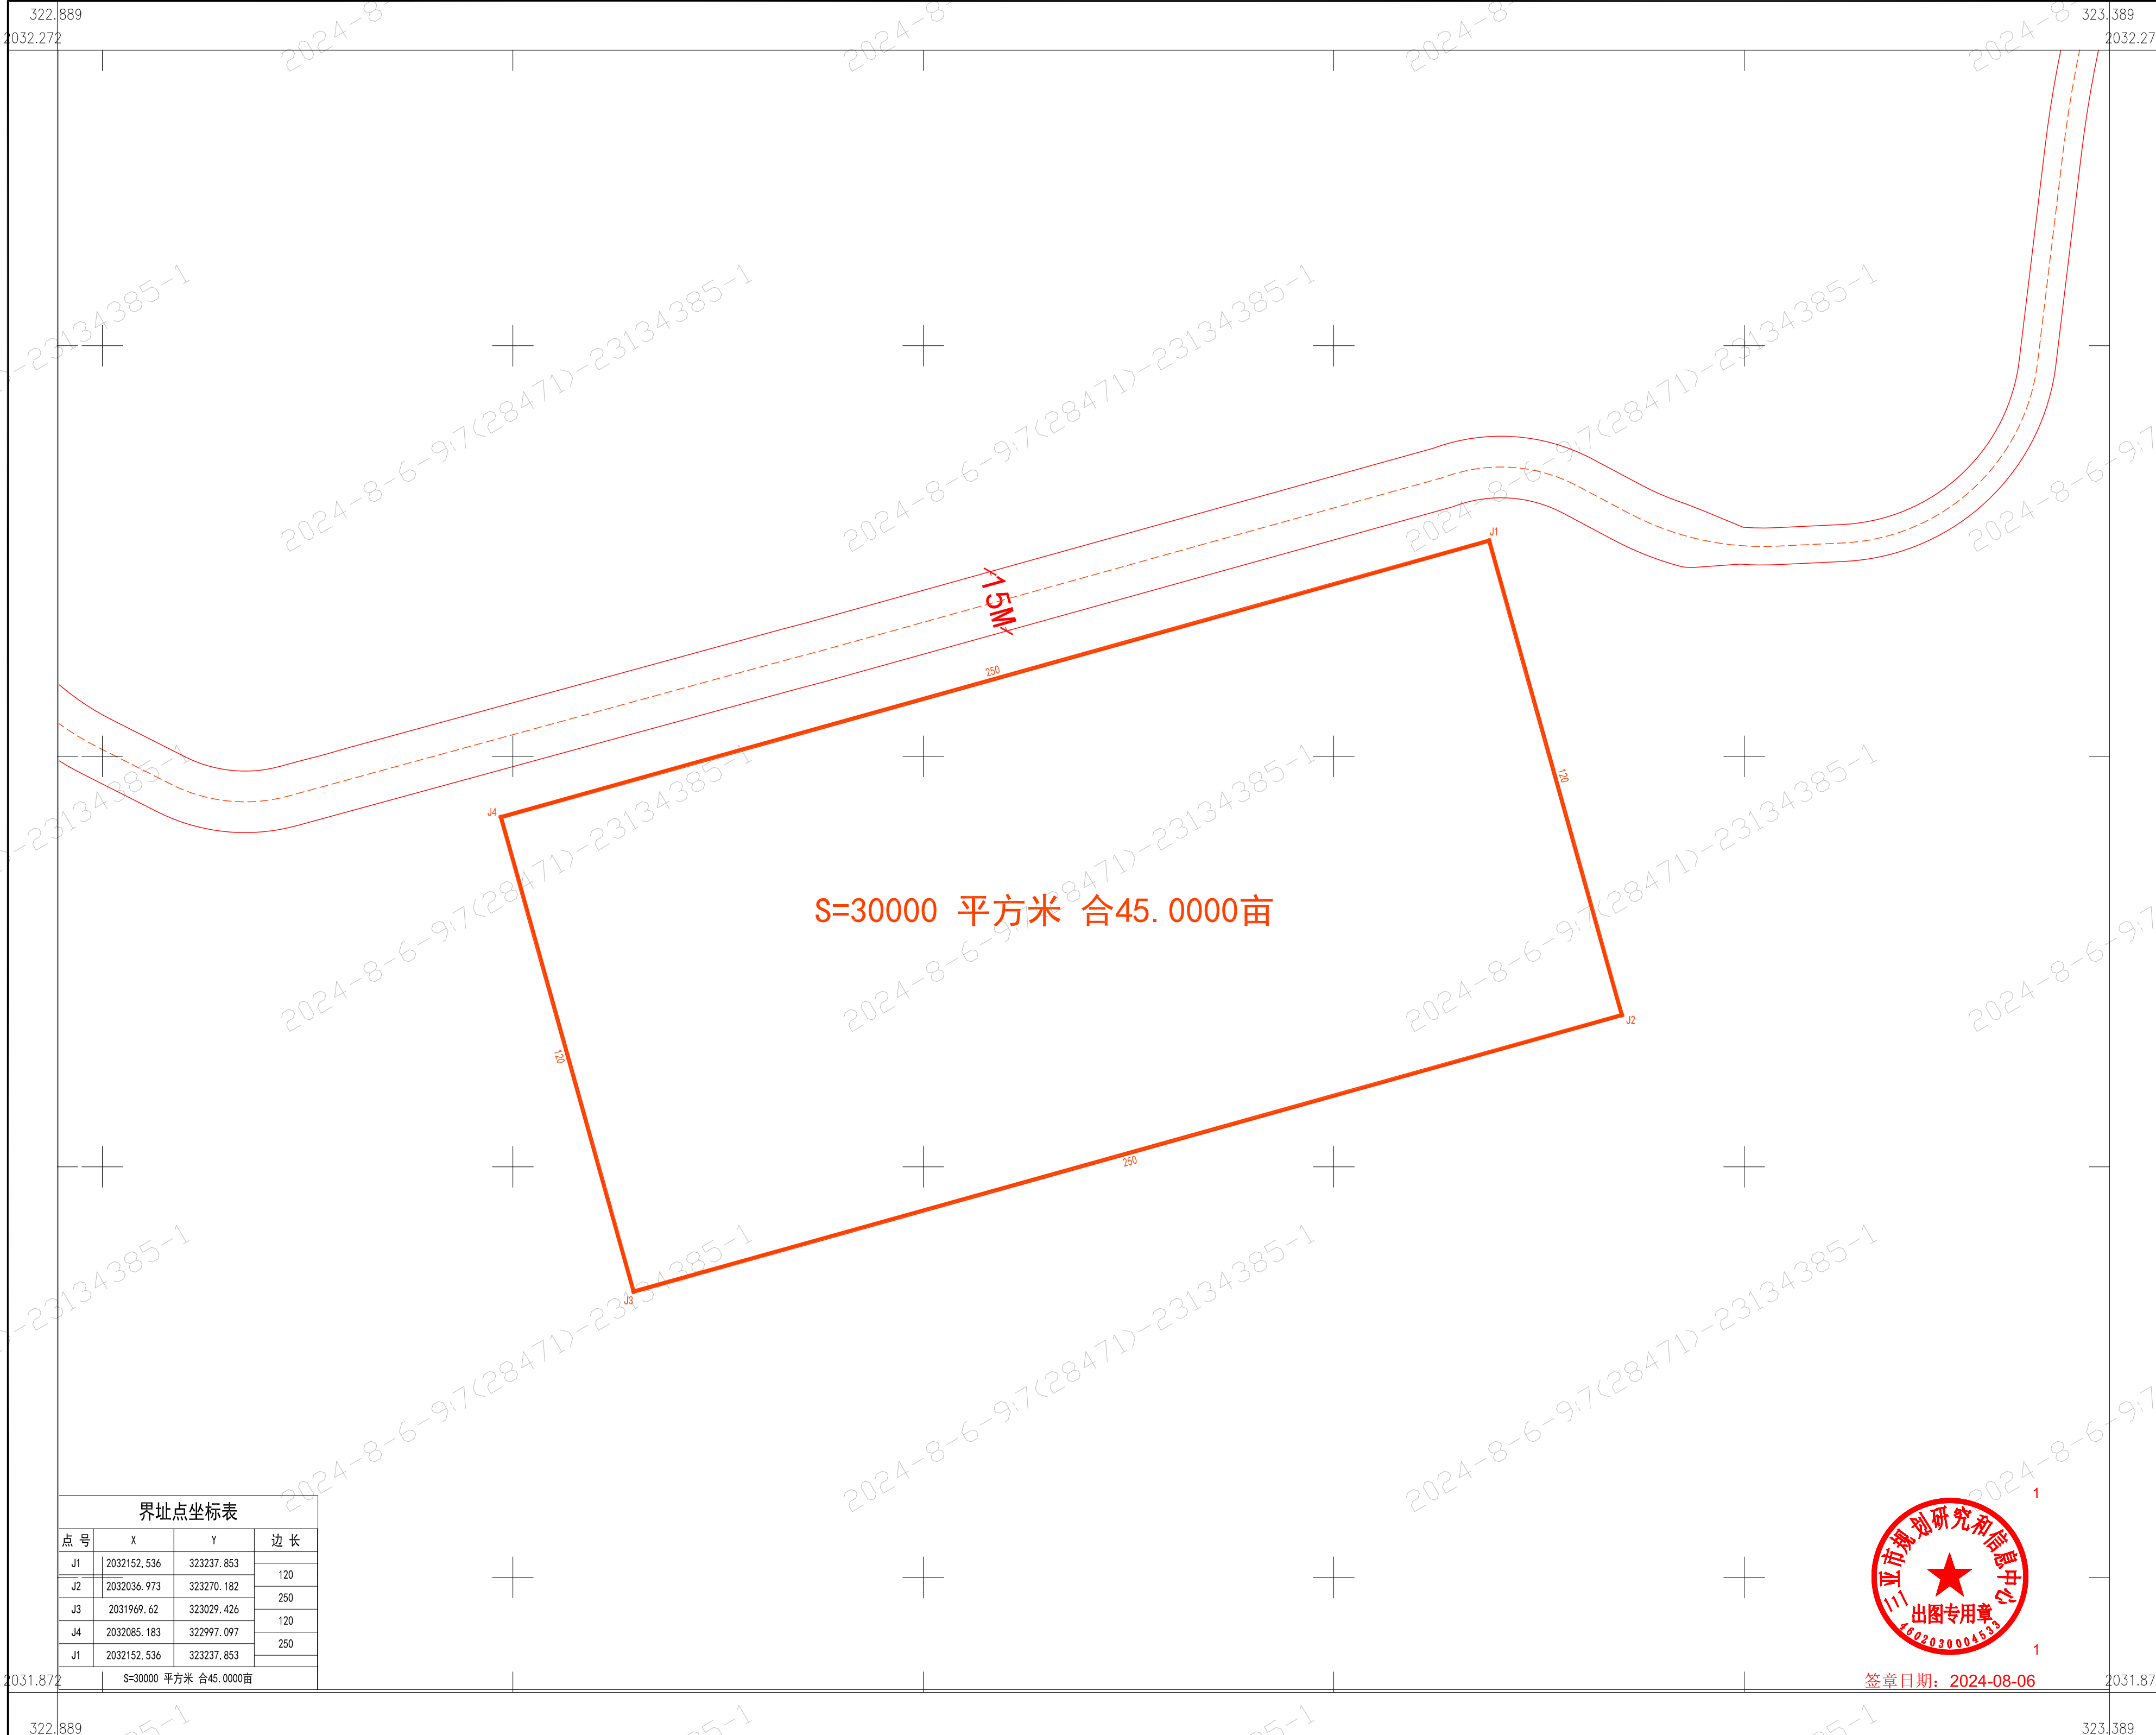 322.889
323.389
2032.272
2032.27
2024-8-6-9:7(28471)-23134385-1
J1
15M
250
120
J4
S=30000 平方米 合45.0000亩
J2
120
250
J3
界址点坐标表
点 号 X Y 边 长
J1 2032152.536 323237.853
120
J2 2032036.973 323270.182
250
J3 2031969.62 323029.426
120
J4 2032085.183 322997.097
250
J1 2032152.536 323237.853
S=30000 平方米 合45.0000亩
1
三亚市规划研究和信息中心
出图专用章
4602030004533
1
签章日期：2024-08-06
2031.872
2031.87
322.889
323.389